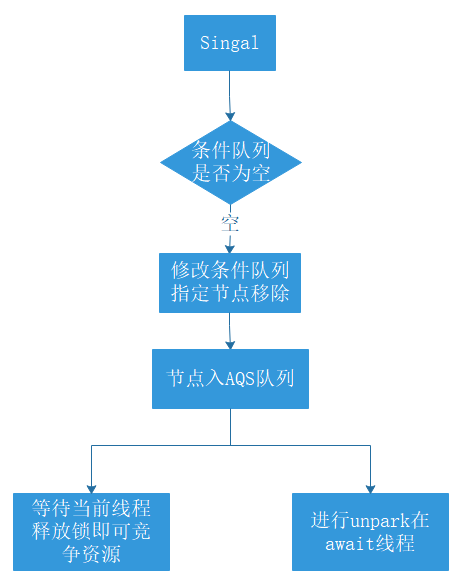 Singal
条件队列
是否为空
空
修改条件队列
指定节点移除
节点入AQS队列
等待当前线程
释放锁即可竞
争资源
进行unpark在
await线程